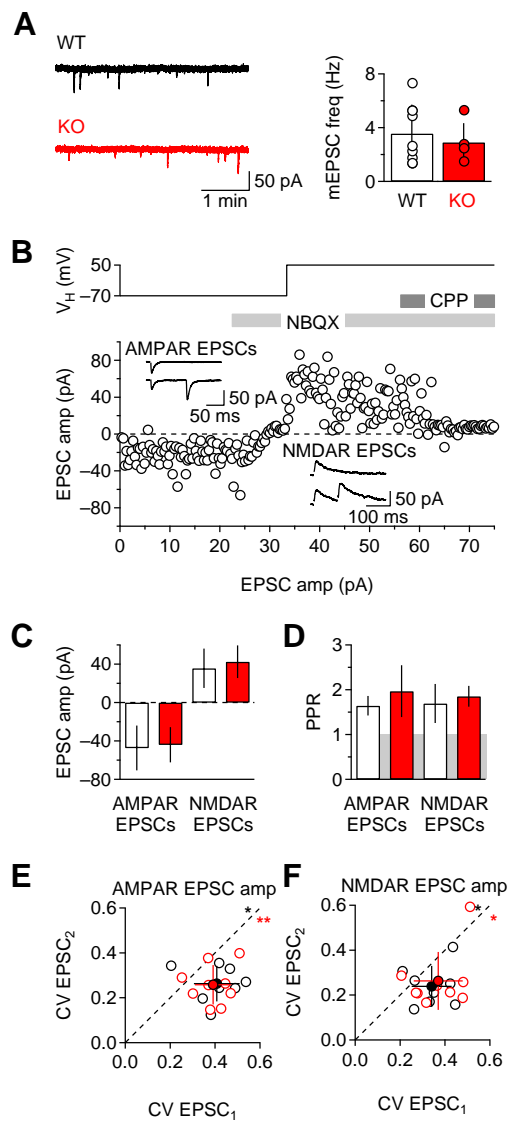 A
WT
KO
50 pA
1 min
mEPSC freq (Hz)
8
4
0
WT
KO
B
V_H (mV)
50
−70
CPP
NBQX
EPSC amp (pA)
80
40
0
−40
−80
AMPAR EPSCs
50 pA
50 ms
NMDAR EPSCs
50 pA
100 ms
0 10 20 30 40 50 60 70
EPSC amp (pA)
C
EPSC amp (pA)
40
0
−40
−80
AMPAR NMDAR
EPSCs EPSCs
D
PPR
3
2
1
0
AMPAR NMDAR
EPSCs EPSCs
E
AMPAR EPSC amp
*
**
CV EPSC₂
0.6
0.4
0.2
0.0
0.0 0.2 0.4 0.6
CV EPSC₁
F
NMDAR EPSC amp
*
*
CV EPSC₂
0.6
0.4
0.2
0.0
0.0 0.2 0.4 0.6
CV EPSC₁